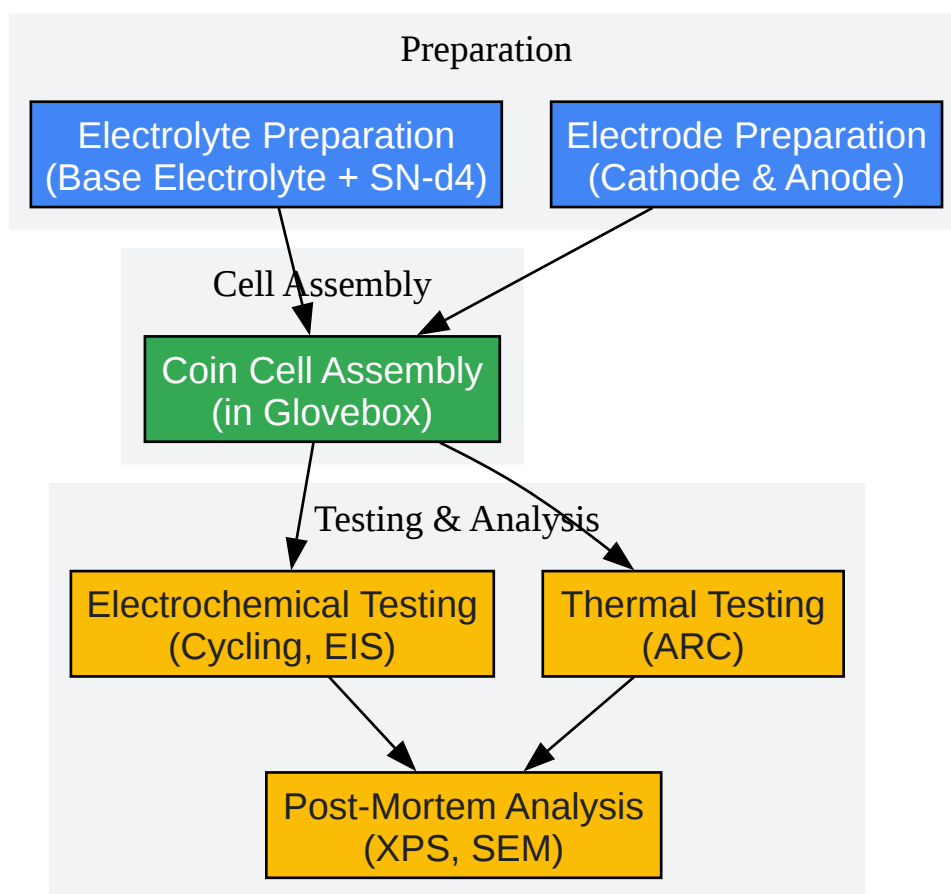 Preparation
Electrolyte Preparation
(Base Electrolyte + SN-d4)
Electrode Preparation
(Cathode & Anode)
Cell Assembly
Coin Cell Assembly
(in Glovebox)
Testing & Analysis
Electrochemical Testing
(Cycling, EIS)
Thermal Testing
(ARC)
Post-Mortem Analysis
(XPS, SEM)